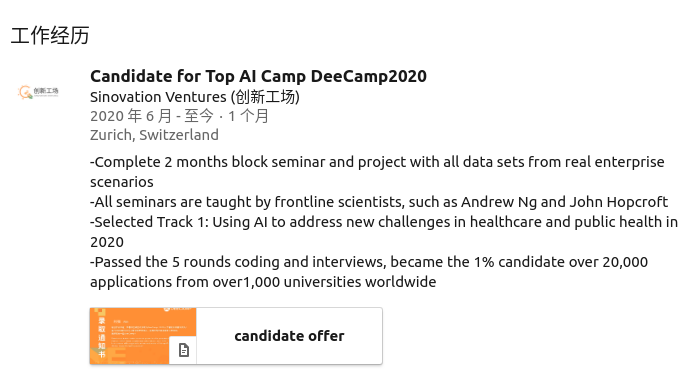 工作经历
创新工场
Candidate for Top AI Camp DeeCamp2020
Sinovation Ventures (创新工场)
2020 年 6 月 - 至今 · 1 个月
Zurich, Switzerland
-Complete 2 months block seminar and project with all data sets from real enterprise
scenarios
-All seminars are taught by frontline scientists, such as Andrew Ng and John Hopcroft
-Selected Track 1: Using AI to address new challenges in healthcare and public health in
2020
-Passed the 5 rounds coding and interviews, became the 1% candidate over 20,000
applications from over1,000 universities worldwide
录取通知书
candidate offer